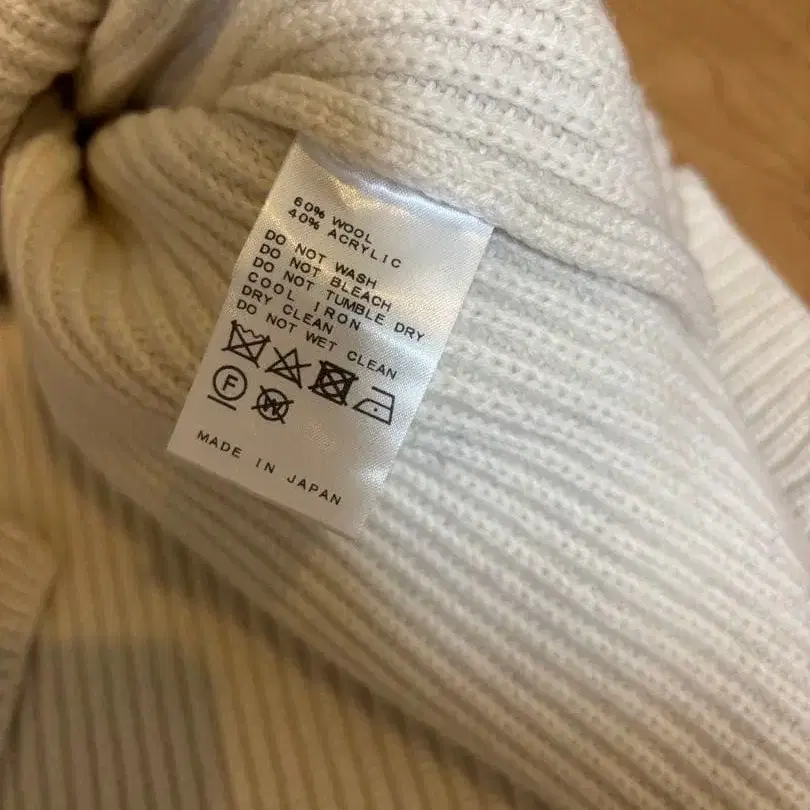 60% WOOL
40% ACRYLIC
DO NOT WASH
DO NOT BLEACH
DO NOT TUMBLE DRY
COOL IRON
DRY CLEAN
DO NOT WET CLEAN
F W
MADE IN JAPAN